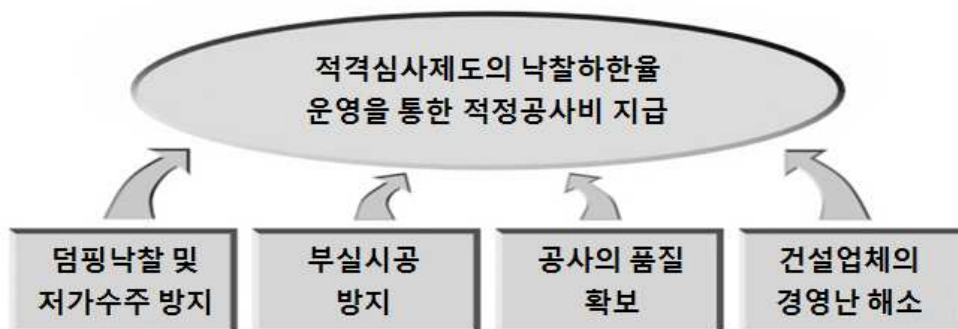 적격심사제도의 낙찰하한율
운영을 통한 적정공사비 지급
덤핑낙찰 및
저가수주 방지
부실시공
방지
공사의 품질
확보
건설업체의
경영난 해소